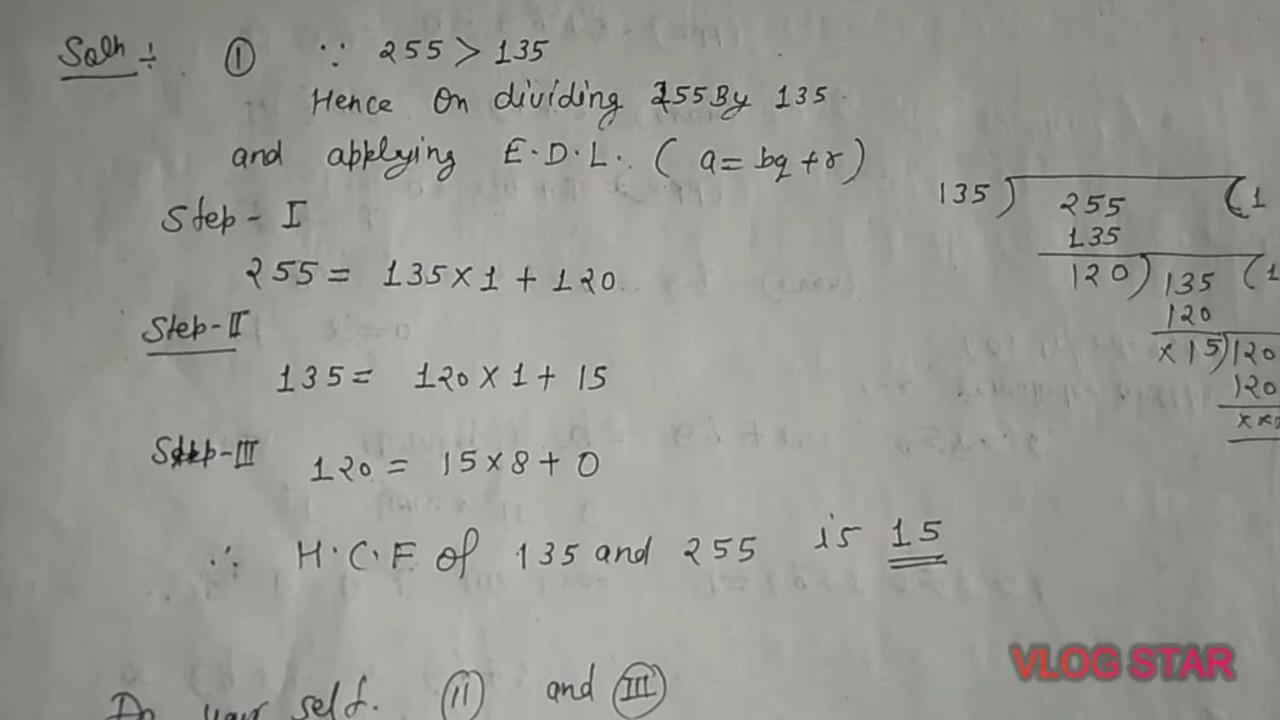 Soln ÷ ① ∵ 255 > 135
Hence On dividing 255 By 135
and applying E.D.L. ( a = bq + r )
Step - I
255 = 135 × 1 + 120
Step - II
135 = 120 × 1 + 15
Step - III
120 = 15 × 8 + 0
∴ H.C.F. of 135 and 255 is 15
Do your self. (II) and (III)
135 ) 255 ( 1
135
120 ) 135 ( 1
120
× 15 ) 120
120
× ×
VLOG STAR